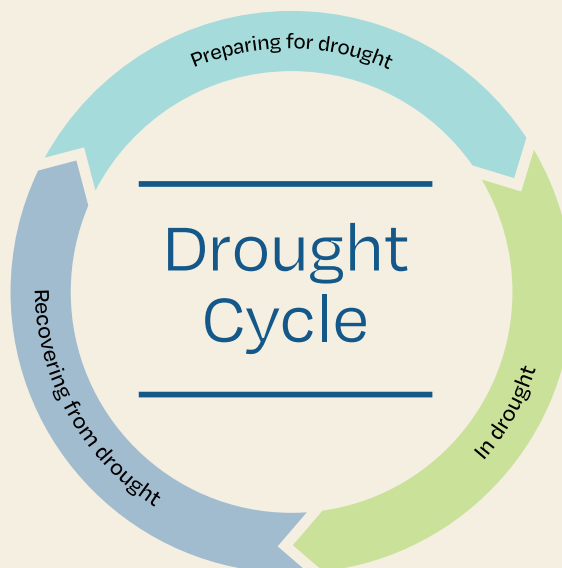 Preparing for drought
Drought
Cycle
In drought
Recovering from drought